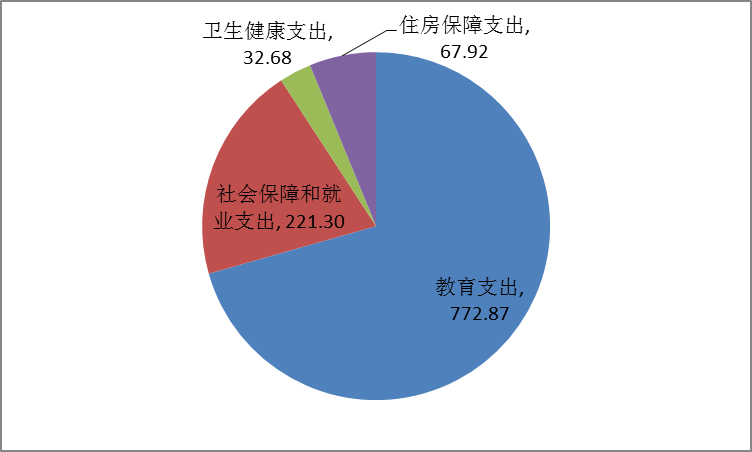 卫生健康支出,
32.68
住房保障支出,
67.92
社会保障和就
业支出, 221.30
教育支出,
772.87